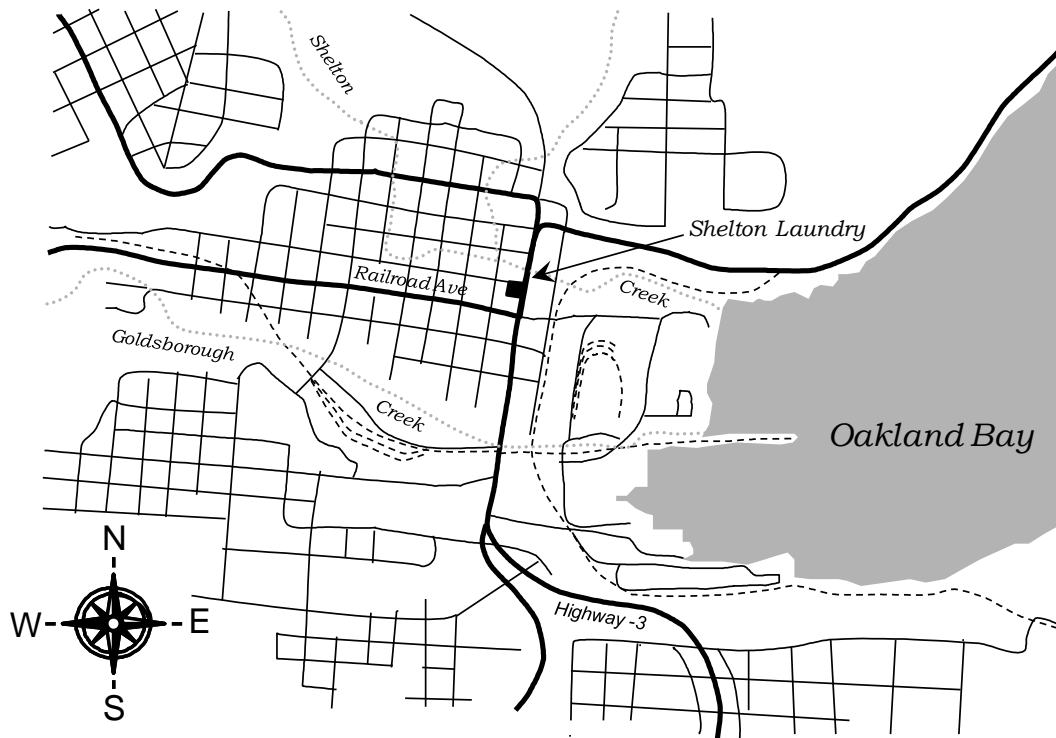 Shelton
Shelton Laundry
Railroad Ave
Creek
Goldsborough
Creek
Oakland Bay
N
W
E
S
Highway -3